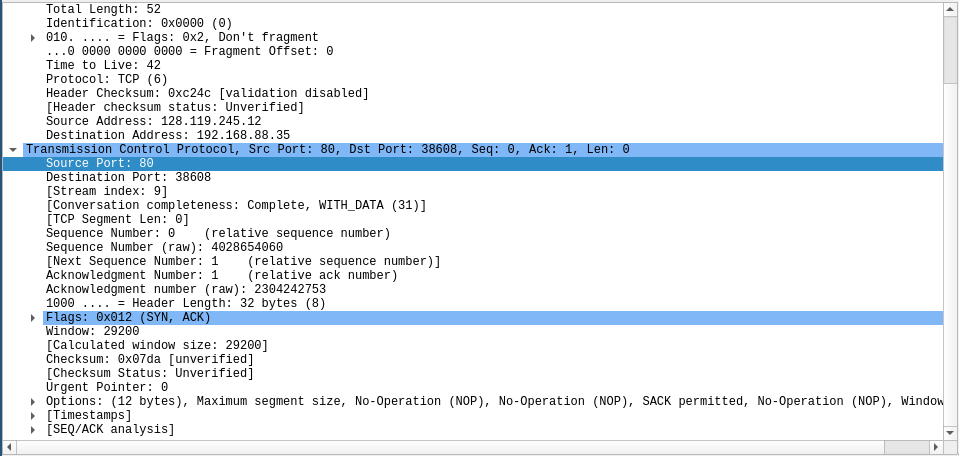 Total Length: 52
Identification: 0x0000 (0)
010. .... = Flags: 0x2, Don't fragment
...0 0000 0000 0000 = Fragment Offset: 0
Time to Live: 42
Protocol: TCP (6)
Header Checksum: 0xc24c [validation disabled]
[Header checksum status: Unverified]
Source Address: 128.119.245.12
Destination Address: 192.168.88.35
Transmission Control Protocol, Src Port: 80, Dst Port: 38608, Seq: 0, Ack: 1, Len: 0
Source Port: 80
Destination Port: 38608
[Stream index: 9]
[Conversation completeness: Complete, WITH_DATA (31)]
[TCP Segment Len: 0]
Sequence Number: 0    (relative sequence number)
Sequence Number (raw): 4028654060
[Next Sequence Number: 1    (relative sequence number)]
Acknowledgment Number: 1    (relative ack number)
Acknowledgment number (raw): 2304242753
1000 .... = Header Length: 32 bytes (8)
Flags: 0x012 (SYN, ACK)
Window: 29200
[Calculated window size: 29200]
Checksum: 0x07da [unverified]
[Checksum Status: Unverified]
Urgent Pointer: 0
Options: (12 bytes), Maximum segment size, No-Operation (NOP), No-Operation (NOP), SACK permitted, No-Operation (NOP), Window
[Timestamps]
[SEQ/ACK analysis]